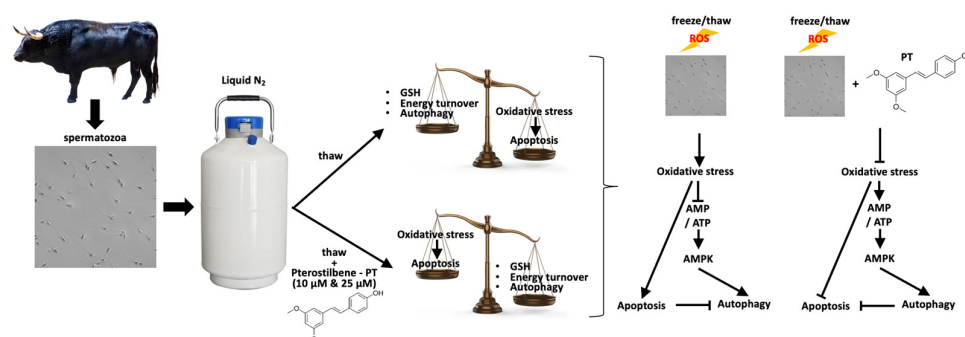 spermatozoa
Liquid N₂
thaw
thaw
+
Pterostilbene - PT
(10 µM & 25 µM)
OH
O
• GSH
• Energy turnover
• Autophagy
Oxidative stress
Apoptosis
Oxidative stress
Apoptosis
• GSH
• Energy turnover
• Autophagy
freeze/thaw
ROS
Oxidative stress
AMP
/ ATP
AMPK
Apoptosis
Autophagy
freeze/thaw
ROS
+
PT
O
O
Oxidative stress
AMP
/ ATP
AMPK
Apoptosis
Autophagy